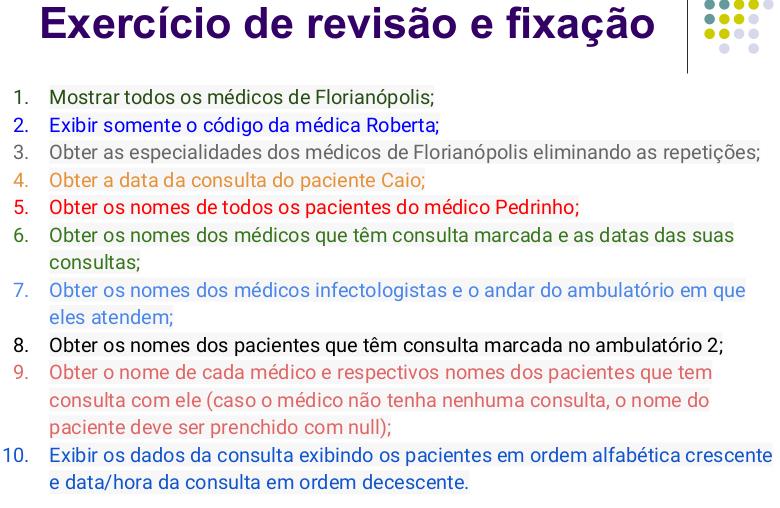 Exercício de revisão e fixação
1. Mostrar todos os médicos de Florianópolis;
2. Exibir somente o código da médica Roberta;
3. Obter as especialidades dos médicos de Florianópolis eliminando as repetições;
4. Obter a data da consulta do paciente Caio;
5. Obter os nomes de todos os pacientes do médico Pedrinho;
6. Obter os nomes dos médicos que têm consulta marcada e as datas das suas
consultas;
7. Obter os nomes dos médicos infectologistas e o andar do ambulatório em que
eles atendem;
8. Obter os nomes dos pacientes que têm consulta marcada no ambulatório 2;
9. Obter o nome de cada médico e respectivos nomes dos pacientes que tem
consulta com ele (caso o médico não tenha nenhuma consulta, o nome do
paciente deve ser prenchido com null);
10. Exibir os dados da consulta exibindo os pacientes em ordem alfabética crescente
e data/hora da consulta em ordem decescente.